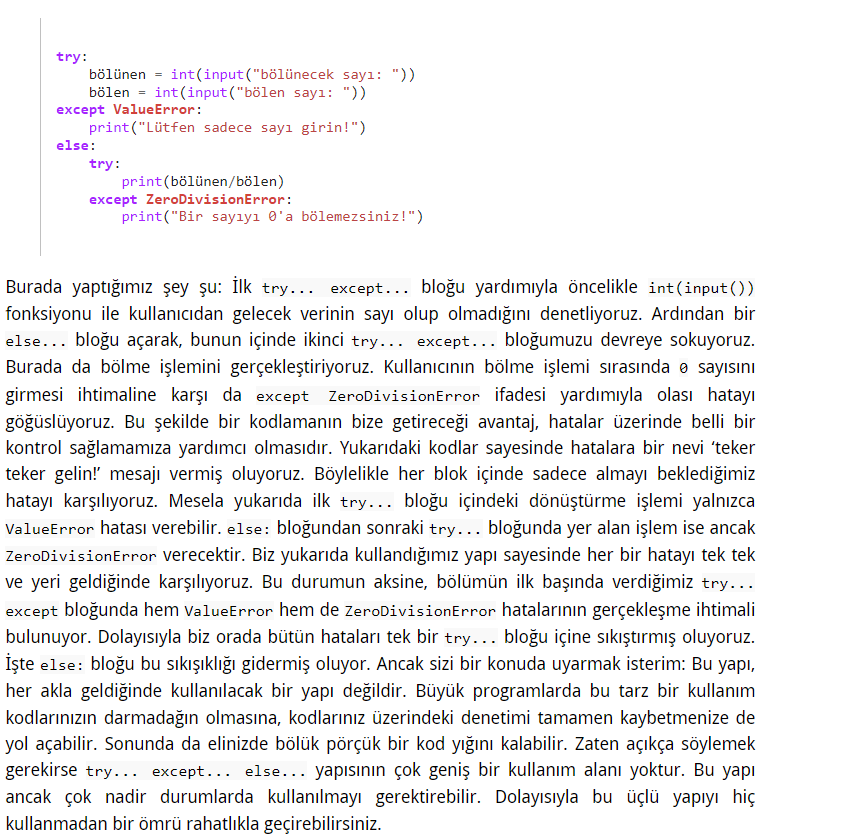 try:
    bölünen = int(input("bölünecek sayı: "))
    bölen = int(input("bölen sayı: "))
except ValueError:
    print("Lütfen sadece sayı girin!")
else:
    try:
        print(bölünen/bölen)
    except ZeroDivisionError:
        print("Bir sayıyı 0'a bölemezsiniz!")
Burada yaptığımız şey şu: İlk try... except... bloğu yardımıyla öncelikle int(input())
fonksiyonu ile kullanıcıdan gelecek verinin sayı olup olmadığını denetliyoruz. Ardından bir
else... bloğu açarak, bunun içinde ikinci try... except... bloğumuzu devreye sokuyoruz.
Burada da bölme işlemini gerçekleştiriyoruz. Kullanıcının bölme işlemi sırasında 0 sayısını
girmesi ihtimaline karşı da except ZeroDivisionError ifadesi yardımıyla olası hatayı
göğüslüyoruz. Bu şekilde bir kodlamanın bize getireceği avantaj, hatalar üzerinde belli bir
kontrol sağlamamıza yardımcı olmasıdır. Yukarıdaki kodlar sayesinde hatalara bir nevi ‘teker
teker gelin!’ mesajı vermiş oluyoruz. Böylelikle her blok içinde sadece almayı beklediğimiz
hatayı karşılıyoruz. Mesela yukarıda ilk try... bloğu içindeki dönüştürme işlemi yalnızca
ValueError hatası verebilir. else: bloğundan sonraki try... bloğunda yer alan işlem ise ancak
ZeroDivisionError verecektir. Biz yukarıda kullandığımız yapı sayesinde her bir hatayı tek tek
ve yeri geldiğinde karşılıyoruz. Bu durumun aksine, bölümün ilk başında verdiğimiz try...
except bloğunda hem ValueError hem de ZeroDivisionError hatalarının gerçekleşme ihtimali
bulunuyor. Dolayısıyla biz orada bütün hataları tek bir try... bloğu içine sıkıştırmış oluyoruz.
İşte else: bloğu bu sıkışıklığı gidermiş oluyor. Ancak sizi bir konuda uyarmak isterim: Bu yapı,
her akla geldiğinde kullanılacak bir yapı değildir. Büyük programlarda bu tarz bir kullanım
kodlarınızın darmadağın olmasına, kodlarınız üzerindeki denetimi tamamen kaybetmenize de
yol açabilir. Sonunda da elinizde bölük pörçük bir kod yığını kalabilir. Zaten açıkça söylemek
gerekirse try... except... else... yapısının çok geniş bir kullanım alanı yoktur. Bu yapı
ancak çok nadir durumlarda kullanılmayı gerektirebilir. Dolayısıyla bu üçlü yapıyı hiç
kullanmadan bir ömrü rahatlıkla geçirebilirsiniz.